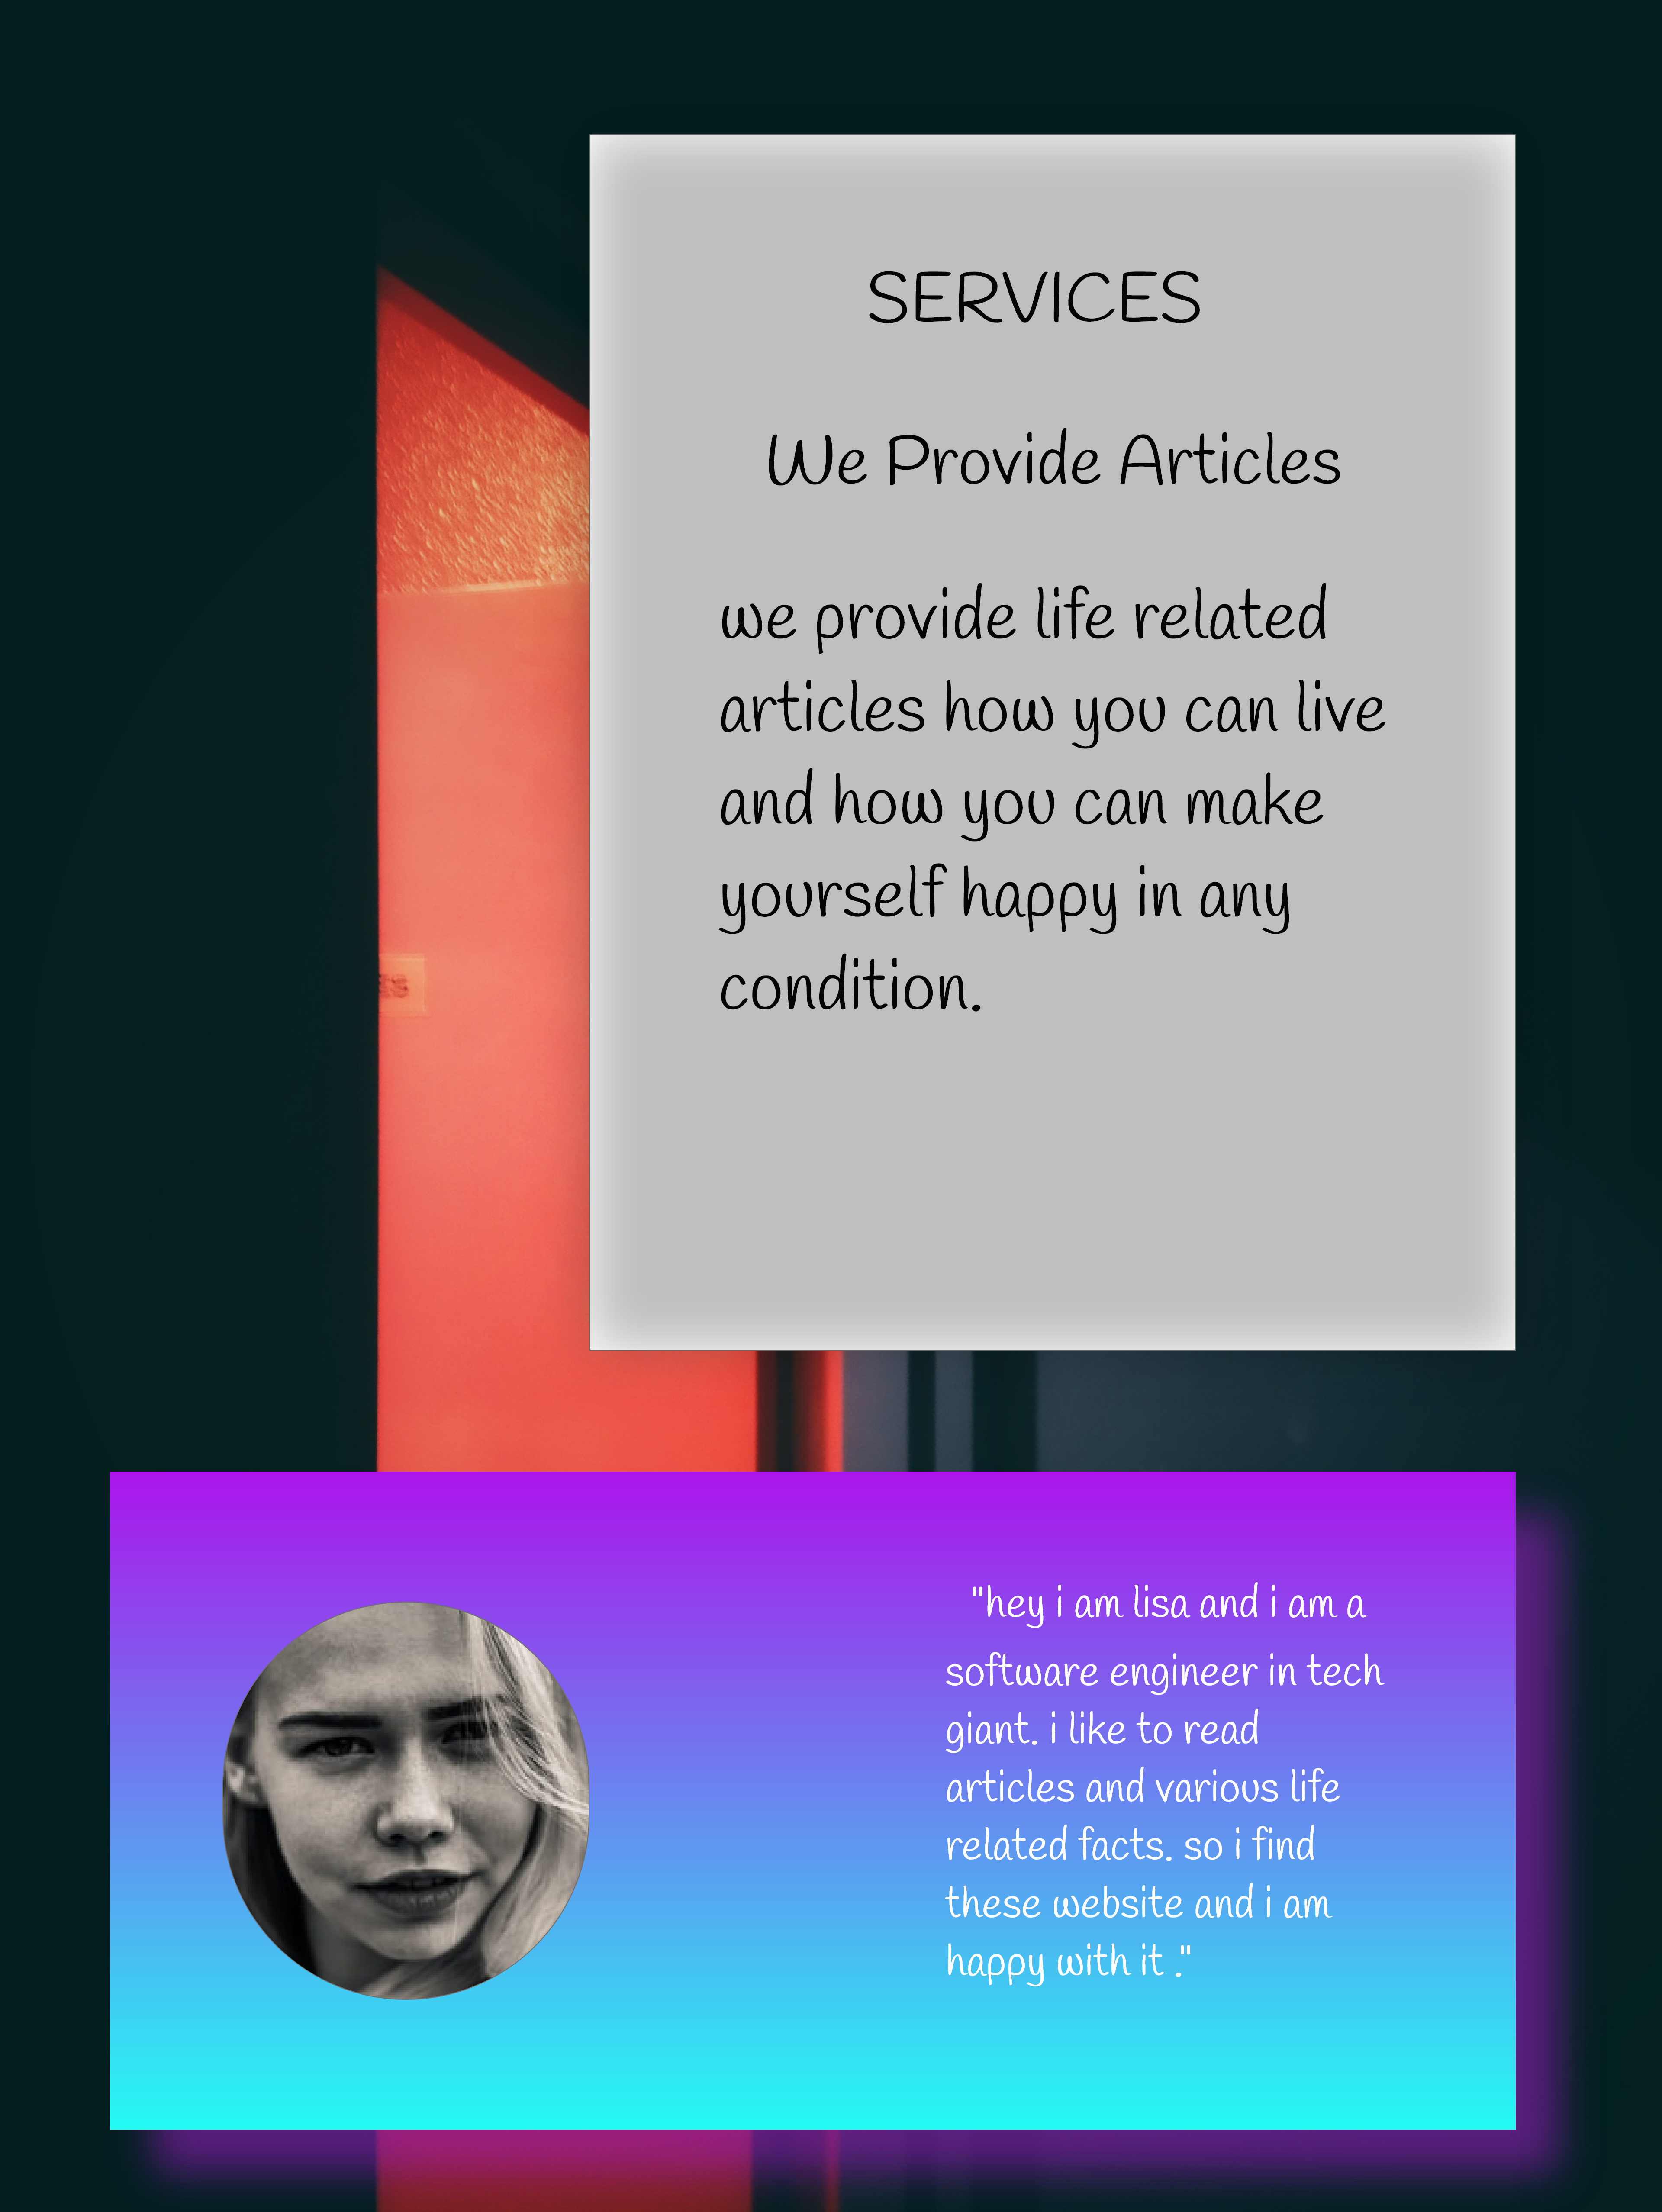 SERVICES
We Provide Articles
we provide life related
articles how you can live
and how you can make
yourself happy in any
condition.
ES
"hey i am lisa and i am a
software engineer in tech
giant. i like to read
articles and various life
related facts. so i find
these website and i am
happy with it ."